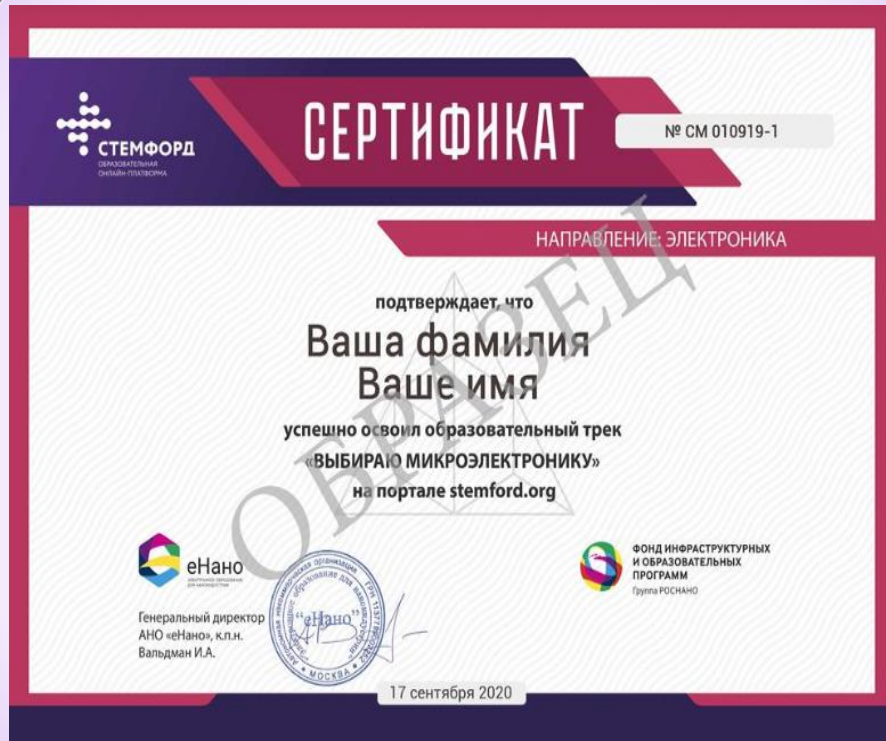 СТЕМФОРД
ОБРАЗОВАТЕЛЬНАЯ
ОНЛАЙН-ПЛАТФОРМА
СЕРТИФИКАТ
№ СМ 010919-1
НАПРАВЛЕНИЕ: ЭЛЕКТРОНИКА
подтверждает, что
Ваша фамилия
Ваше имя
успешно освоил образовательный трек
«ВЫБИРАЮ МИКРОЭЛЕКТРОНИКУ»
на портале stemford.org
ОБРАЗЕЦ
еНано
Генеральный директор
АНО «еНано», к.п.н.
Вальдман И.А.
"еНано"
МОСКВА
ФОНД ИНФРАСТРУКТУРНЫХ
И ОБРАЗОВАТЕЛЬНЫХ
ПРОГРАММ
Группа РОСНАНО
17 сентября 2020